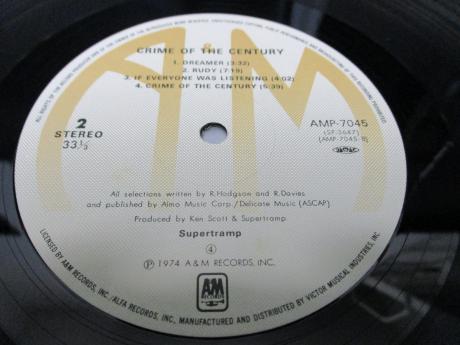 CRIME OF THE CENTURY
1. DREAMER (3:32)
2. RUDY (7:19)
3. IF EVERYONE WAS LISTENING (4:02)
4. CRIME OF THE CENTURY (5:39)
2
STEREO
33 1/3
AMP-7045
(SP-3647)
(AMP-7045-B)
All selections written by R.Hodgson and R.Davies
and published by Almo Music Corp./Delicate Music (ASCAP)
Produced by Ken Scott & Supertramp
Supertramp
4
Ⓟ 1974 A & M RECORDS, INC.
A&M
RECORDS
LICENSED BY A&M RECORDS, INC./ALFA RECORDS, INC., MANUFACTURED AND DISTRIBUTED BY VICTOR MUSICAL INDUSTRIES, INC.